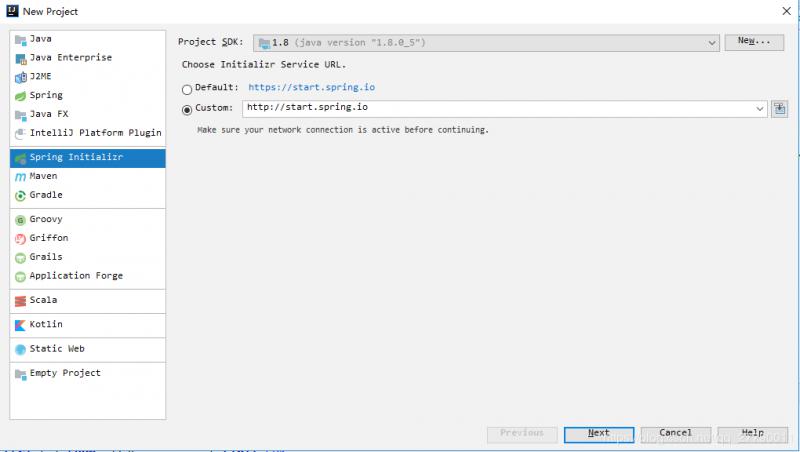 New Project
Java
Java Enterprise
J2ME
Spring
Java FX
IntelliJ Platform Plugin
Spring Initializr
Maven
Gradle
Groovy
Griffon
Grails
Application Forge
Scala
Kotlin
Static Web
Empty Project
Project SDK: 1.8 (java version "1.8.0_5") New...
Choose Initializr Service URL.
Default: https://start.spring.io
Custom: http://start.spring.io
Make sure your network connection is active before continuing.
Previous Next Cancel Help